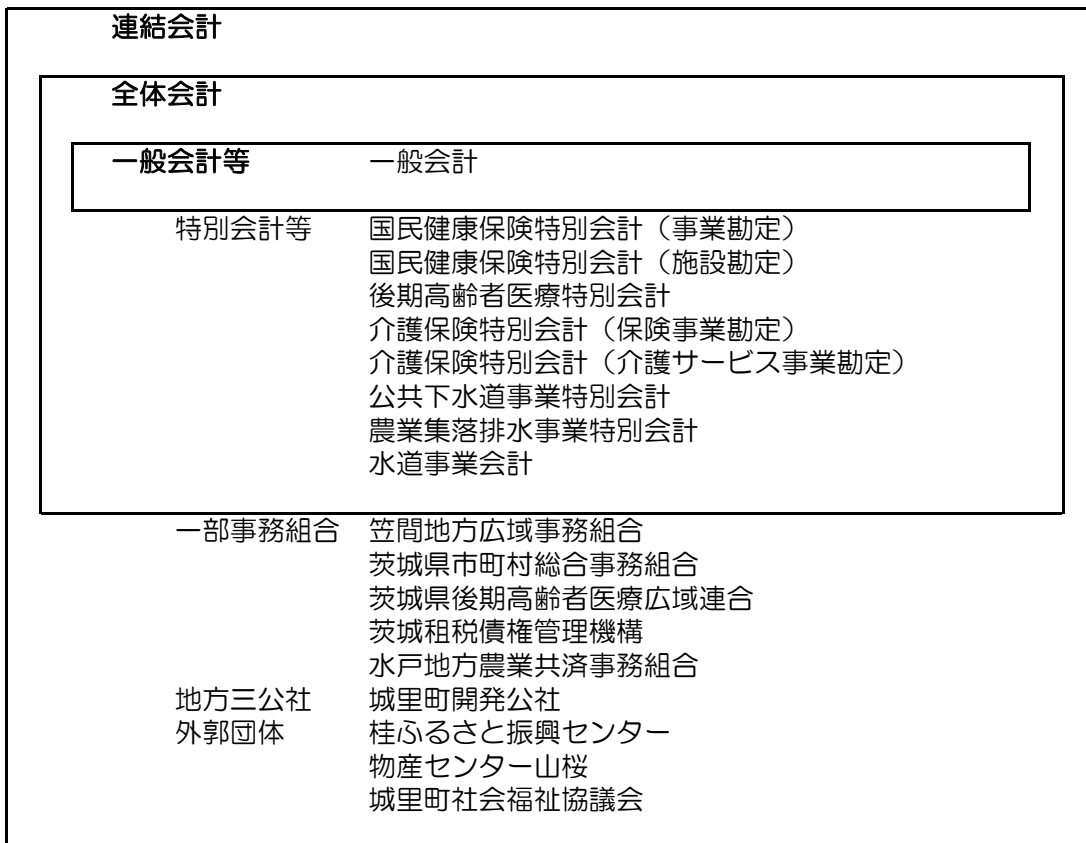 連結会計
全体会計
一般会計等 一般会計
特別会計等 国民健康保険特別会計（事業勘定）
国民健康保険特別会計（施設勘定）
後期高齢者医療特別会計
介護保険特別会計（保険事業勘定）
介護保険特別会計（介護サービス事業勘定）
公共下水道事業特別会計
農業集落排水事業特別会計
水道事業会計
一部事務組合 笠間地方広域事務組合
茨城県市町村総合事務組合
茨城県後期高齢者医療広域連合
茨城租税債権管理機構
水戸地方農業共済事務組合
地方三公社 城里町開発公社
外郭団体 桂ふるさと振興センター
物産センター山桜
城里町社会福祉協議会